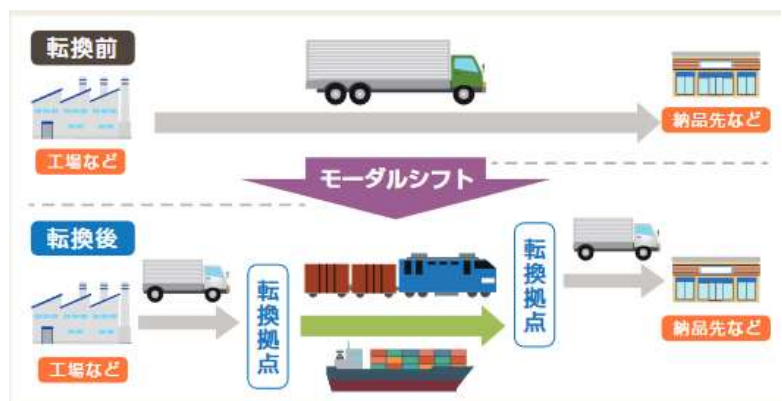 転換前
工場など
納品先など
モーダルシフト
転換後
転換拠点
転換拠点
工場など
納品先など